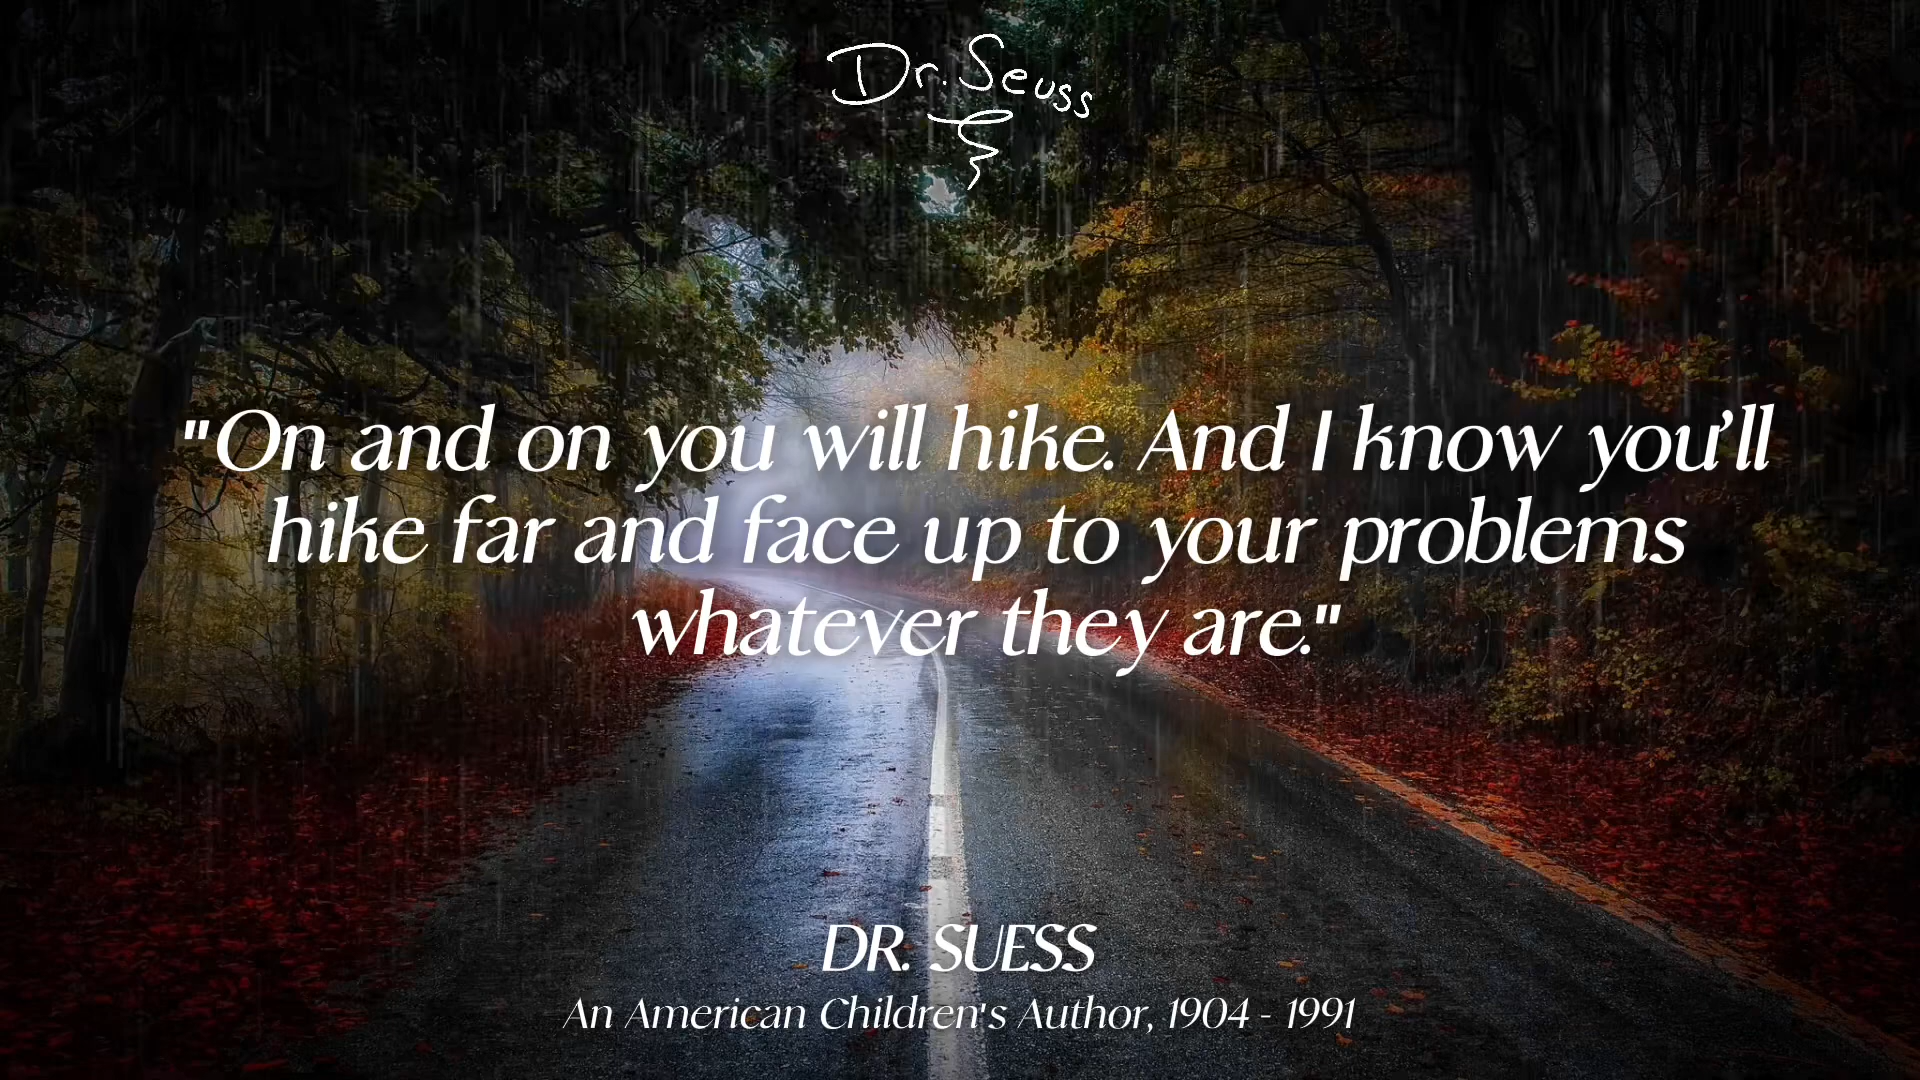 Dr. Seuss
"On and on you will hike. And I know you'll
hike far and face up to your problems
whatever they are."
DR. SUESS
An American Children's Author, 1904 - 1991